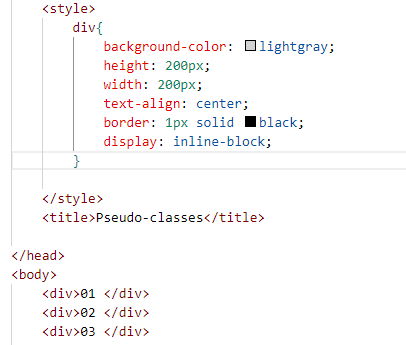 <style>
div{
background-color: lightgray;
height: 200px;
width: 200px;
text-align: center;
border: 1px solid black;
display: inline-block;
}
</style>
<title>Pseudo-classes</title>
</head>
<body>
<div>01 </div>
<div>02 </div>
<div>03 </div>